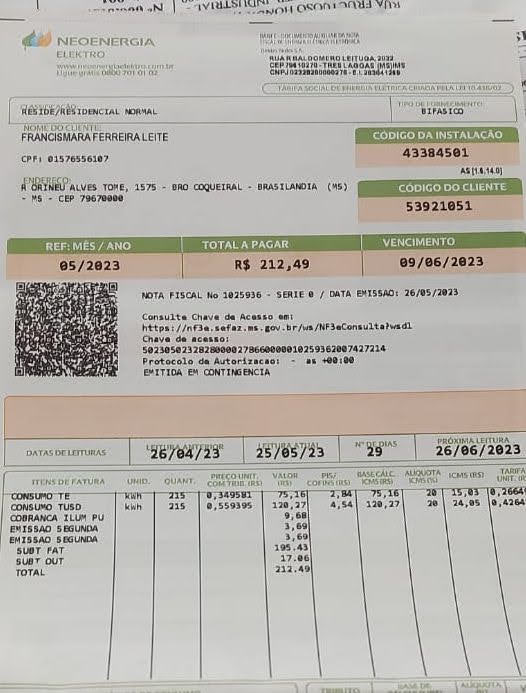 NEOENERGIA
ELEKTRO
www.neoenergiaelektro.com.br
Ligue grátis 0800 701 01 02
RUA R BALDOMERO LEITUGA, 2032
CEP 79610270 - TRES LAGOAS (MS)MS
TARIFA SOCIAL DE ENERGIA ELÉTRICA CRIADA PELA LEI 10.438/02
CLASSIFICAÇÃO:
RESIDE/RESIDENCIAL NORMAL
TIPO DE FORNECIMENTO:
BIFASICO
NOME DO CLIENTE:
FRANCISMARA FERREIRA LEITE
CPF: 01576556107
CÓDIGO DA INSTALAÇÃO
43384501
AS [1.6.14.0]
ENDEREÇO:
R ORINEU ALVES TOME, 1575 - BRO COQUEIRAL - BRASILANDIA (MS)
- MS - CEP 79670000
CÓDIGO DO CLIENTE
53921051
REF: MÊS / ANO TOTAL A PAGAR VENCIMENTO
05/2023 R$ 212,49 09/06/2023
NOTA FISCAL No 1025936 - SERIE 0 / DATA EMISSAO: 26/05/2023
Consulte Chave de Acesso em:
https://nf3e.sefaz.ms.gov.br/ws/NF3eConsulta?wsdl
Chave de acesso:
Protocolo de Autorizacao: - as +00:00
EMITIDA EM CONTINGENCIA
DATAS DE LEITURAS LEITURA ANTERIOR LEITURA ATUAL Nº DE DIAS PRÓXIMA LEITURA
26/04/23 25/05/23 29 26/06/2023
ITENS DE FATURA UNID. QUANT. PREÇO UNIT. COM TRIB. (R$) VALOR (R$) PIS/ COFINS (R$) BASE CÁLC. ICMS (R$) ALÍQUOTA ICMS (%) ICMS (R$) TARIFA UNIT. (R$
CONSUMO TE kWh 215 0,349581 75,16 2,84 75,16 20 15,03 0,2664
CONSUMO TUSD kWh 215 0,559395 120,27 4,54 120,27 20 24,05 0,4264
COBRANCA ILUM PU 9,68
EMISSAO SEGUNDA 3,69
EMISSAO SEGUNDA 3,69
SUBT FAT 195.43
SUBT OUT 17.06
TOTAL 212.49
TRIBUTO BASE DE ALÍQUOTA